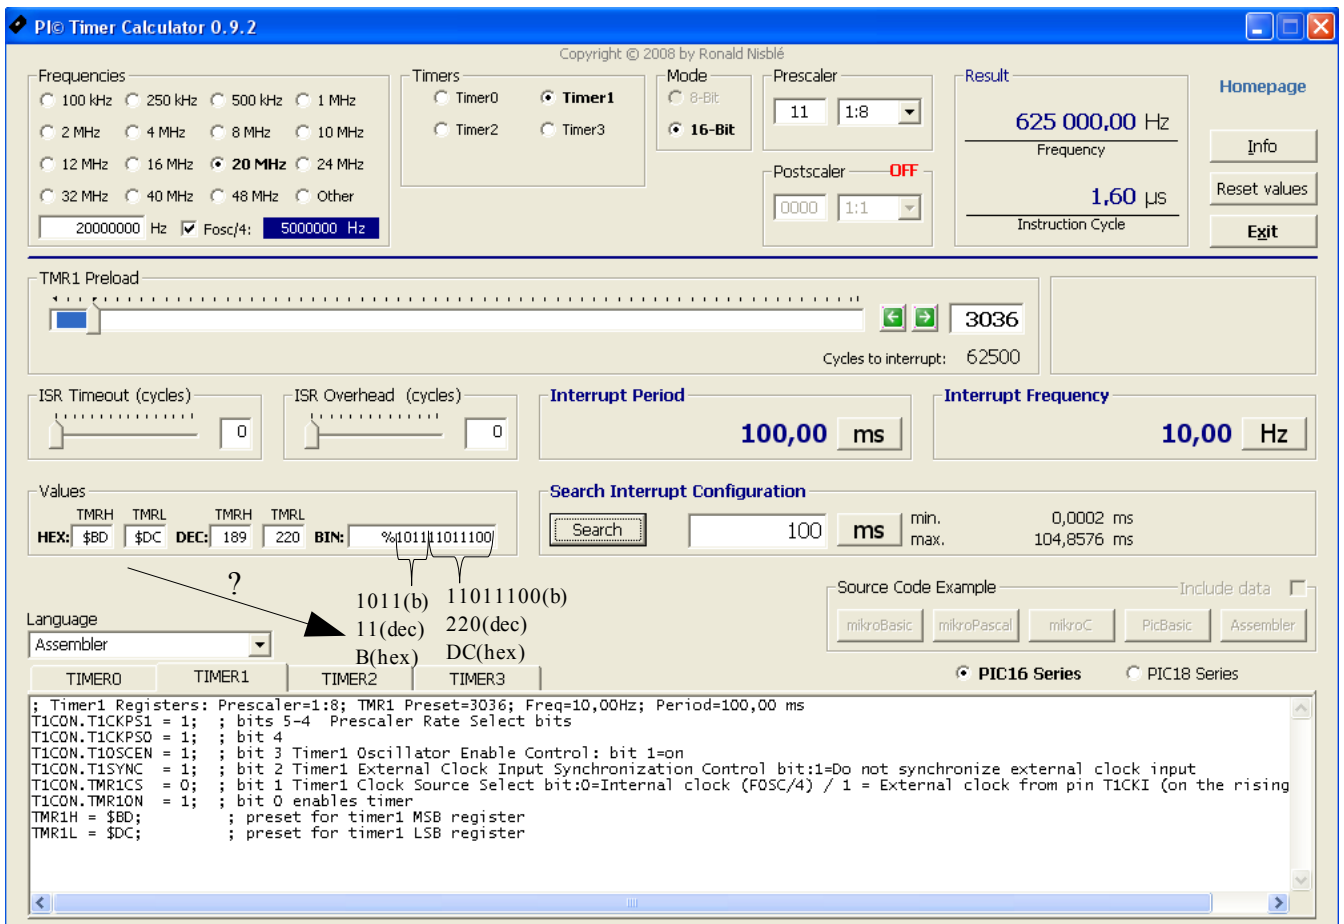 PI© Timer Calculator 0.9.2
Copyright © 2008 by Ronald Nisblé
Frequencies
100 kHz 250 kHz 500 kHz 1 MHz
2 MHz 4 MHz 8 MHz 10 MHz
12 MHz 16 MHz 20 MHz 24 MHz
32 MHz 40 MHz 48 MHz Other
20000000 Hz Fosc/4: 5000000 Hz
Timers
Timer0 Timer1
Timer2 Timer3
Mode
8-Bit
16-Bit
Prescaler
11 1:8
Postscaler OFF
0000 1:1
Result
625 000,00 Hz
Frequency
1,60 µs
Instruction Cycle
Homepage
Info
Reset values
Exit
TMR1 Preload
3036
Cycles to interrupt: 62500
ISR Timeout (cycles)
0
ISR Overhead (cycles)
0
Interrupt Period
100,00 ms
Interrupt Frequency
10,00 Hz
Values
TMRH TMRL TMRH TMRL
HEX: $BD $DC DEC: 189 220 BIN: %101111011100
Search Interrupt Configuration
Search 100 ms
min. 0,0002 ms
max. 104,8576 ms
?
1011(b)
11(dec)
B(hex)
11011100(b)
220(dec)
DC(hex)
Source Code Example Include data
mikroBasic mikroPascal mikroC PicBasic Assembler
Language
Assembler
PIC16 Series PIC18 Series
TIMER0 TIMER1 TIMER2 TIMER3
; Timer1 Registers: Prescaler=1:8; TMR1 Preset=3036; Freq=10,00Hz; Period=100,00 ms
T1CON.T1CKPS1 = 1; ; bits 5-4 Prescaler Rate Select bits
T1CON.T1CKPS0 = 1; ; bit 4
T1CON.T1OSCEN = 1; ; bit 3 Timer1 Oscillator Enable Control: bit 1=on
T1CON.T1SYNC = 1; ; bit 2 Timer1 External Clock Input Synchronization Control bit:1=Do not synchronize external clock input
T1CON.TMR1CS = 0; ; bit 1 Timer1 Clock Source Select bit:0=Internal clock (FOSC/4) / 1 = External clock from pin T1CKI (on the rising
T1CON.TMR1ON = 1; ; bit 0 enables timer
TMR1H = $BD; ; preset for timer1 MSB register
TMR1L = $DC; ; preset for timer1 LSB register